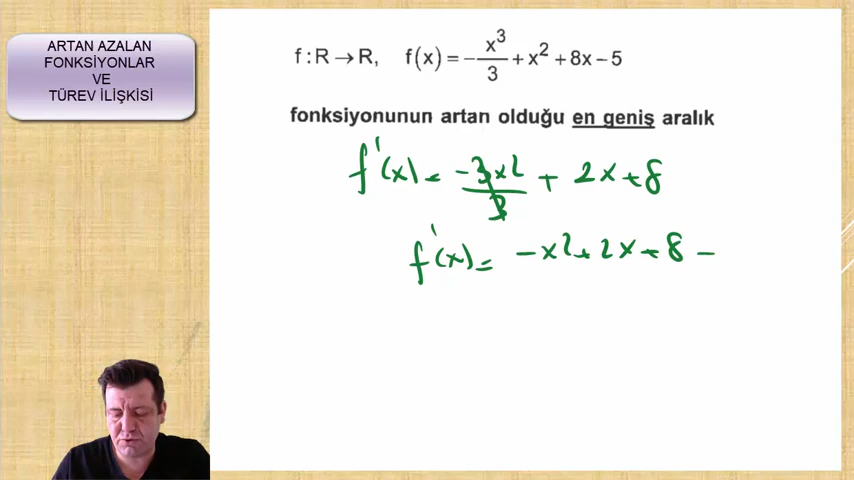 ARTAN AZALAN
FONKSİYONLAR
VE
TÜREV İLİŞKİSİ
f : R → R, f(x) = -x³/3 + x² + 8x - 5
fonksiyonunun artan olduğu en geniş aralık
f'(x) = -3x²/3 + 2x + 8
f'(x) = -x² + 2x + 8 -